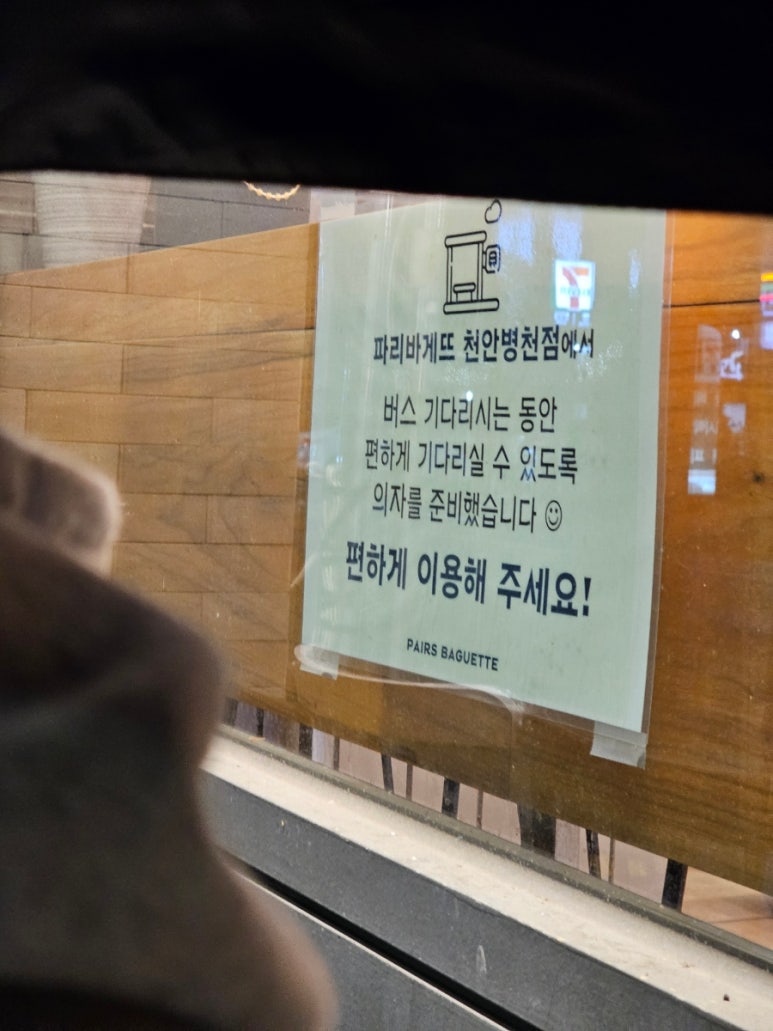 파리바게뜨 천안병천점에서
버스 기다리시는 동안
편하게 기다리실 수 있도록
의자를 준비했습니다
편하게 이용해 주세요!
PAIRS BAGUETTE